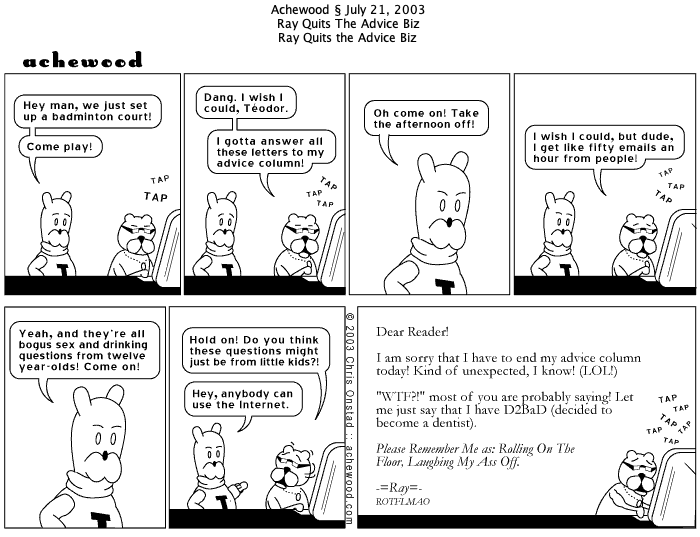 Achewood § July 21, 2003
Ray Quits The Advice Biz
Ray Quits the Advice Biz
achewood
Hey man, we just set
up a badminton court!
Come play!
TAP
TAP
Dang. I wish I
could, Téodor.
I gotta answer all
these letters to my
advice column!
TAP
TAP
TAP
Oh come on! Take
the afternoon off!
I wish I could, but dude,
I get like fifty emails an
hour from people!
TAP
TAP
TAP
T
T
T
T
Yeah, and they're all
bogus sex and drinking
questions from twelve
year-olds! Come on!
T
Hold on! Do you think
these questions might
just be from little kids?!
Hey, anybody can
use the Internet.
T
© 2003 Chris Onstad :: achewood.com
Dear Reader!
I am sorry that I have to end my advice column
today! Kind of unexpected, I know! (LOL!)
"WTF?!" most of you are probably saying! Let
me just say that I have D2BaD (decided to
become a dentist).
Please Remember Me as: Rolling On The
Floor, Laughing My Ass Off.
-=Ray=-
ROTFLMAO
TAP
TAP
TAP
TAP
TAP
TAP